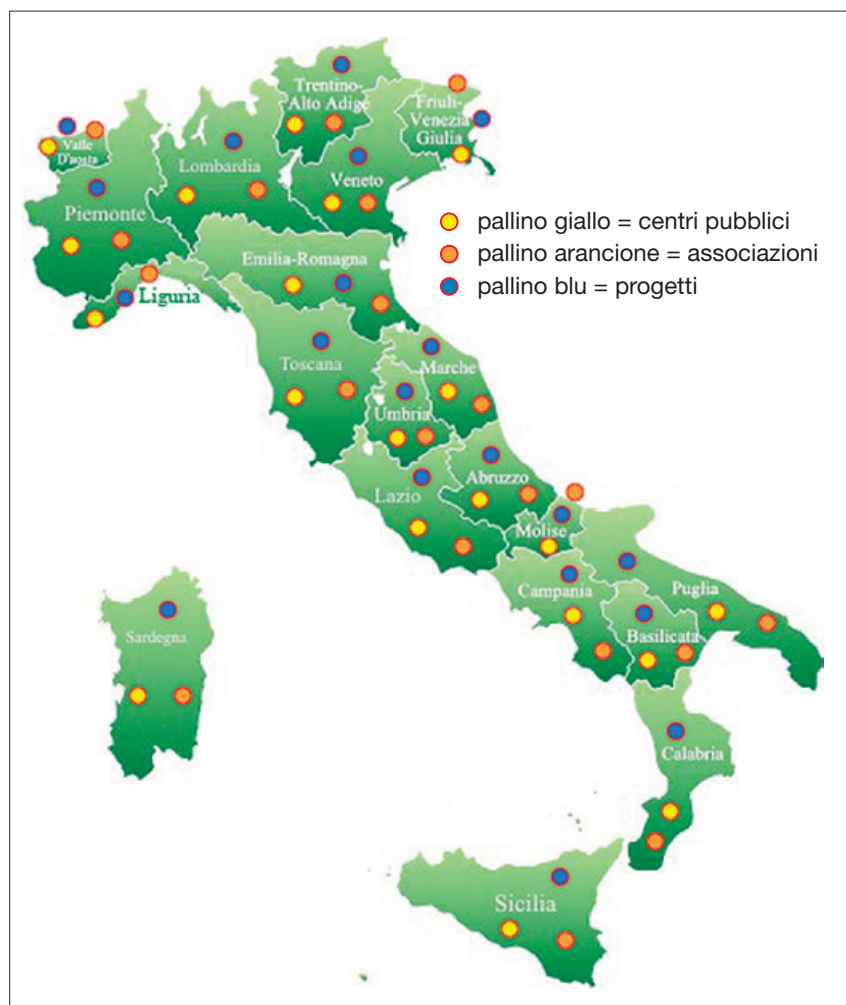 Trentino-
Alto Adige
Friuli-
Venezia
Giulia
Valle
D'aosta
Lombardia
Veneto
Piemonte
pallino giallo = centri pubblici
pallino arancione = associazioni
pallino blu = progetti
Emilia-Romagna
Liguria
Toscana
Marche
Umbria
Abruzzo
Lazio
Molise
Campania
Puglia
Basilicata
Sardegna
Calabria
Sicilia